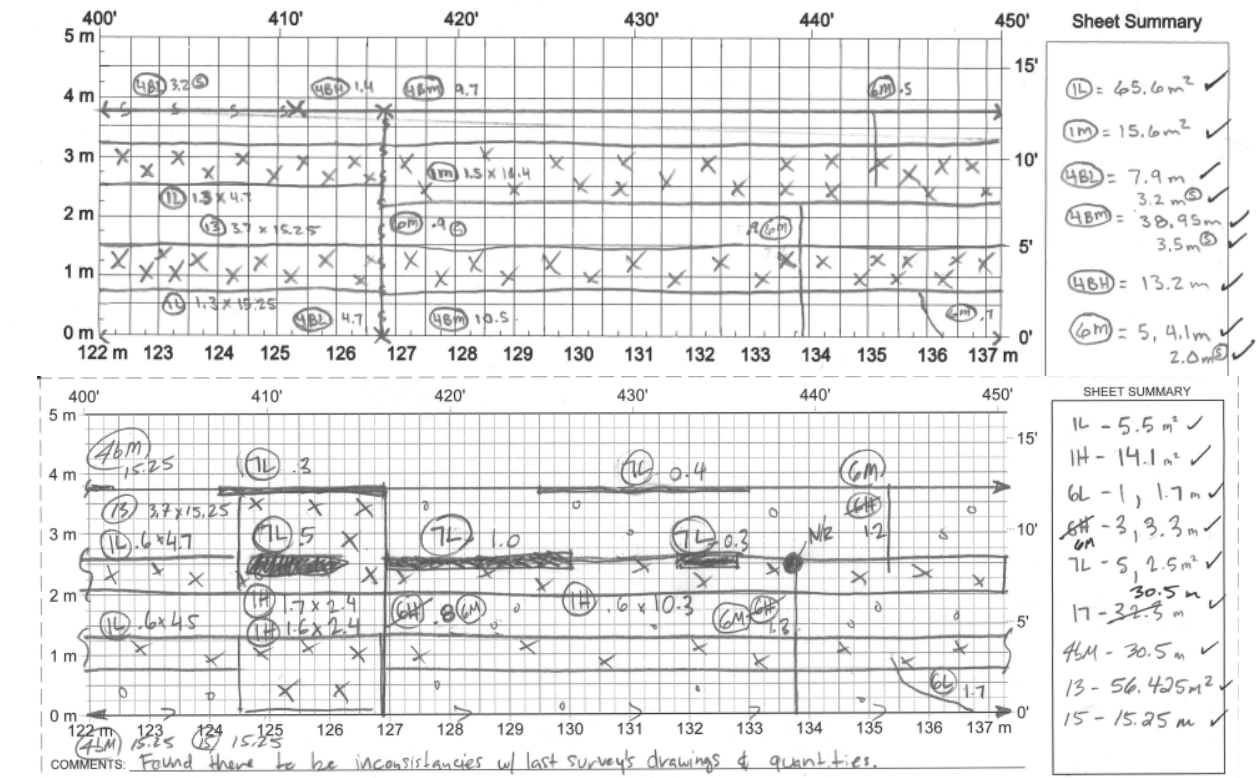 400' 410' 420' 430' 440' 450'
Sheet Summary
5 m
15'
4BL 3.2 S 4BH 1.4 4BM 9.7 6M .5
4 m
1L = 65.6 m² ✓
1M = 15.6 m² ✓
3 m
10'
1M 1.5 x 10.4
4BL = 7.9 m ✓
3.2 m S ✓
1L 1.3 x 4.7
2 m
4BM = 38.95 m ✓
3.5 m S ✓
13 3.7 x 15.25 6M .9 S .9 6M
5'
1 m
4BH = 13.2 m ✓
1L 1.3 x 15.25 4BL 4.7 4BM 10.5 6M .7
0 m
0'
6M = 5, 4.1 m ✓
2.0 m S ✓
122 m 123 124 125 126 127 128 129 130 131 132 133 134 135 136 137 m
400' 410' 420' 430' 440' 450'
SHEET SUMMARY
5 m
15'
4bM 15.25
7L .3 7L 0.4 6M
4 m
1L - 5.5 m² ✓
1H - 14.1 m² ✓
6L - 1, 1.7 m ✓
6H - 3, 3.3 m ✓
6M
7L - 5, 2.5 m² ✓
30.5 m
17 - 32.3 m ✓
4bM - 30.5 m ✓
13 - 56.425 m² ✓
15 - 15.25 m ✓
13 3.7 x 15.25 6H 1.2
1L .6 x 4.7 7L .5 7L 1.0 7L 0.3 N/R
10'
3 m
2 m
1H 1.7 x 2.4 6H .8 6M 1H .6 x 10.3 6M 6H 1.3
1L .6 x 4.5 1H 1.6 x 2.4
5'
1 m
6L 1.7
0 m
0'
122 m 123 124 125 126 127 128 129 130 131 132 133 134 135 136 137 m
4bM 15.25 15 15.25
COMMENTS: Found there to be inconsistancies w/ last survey's drawings & quantities.